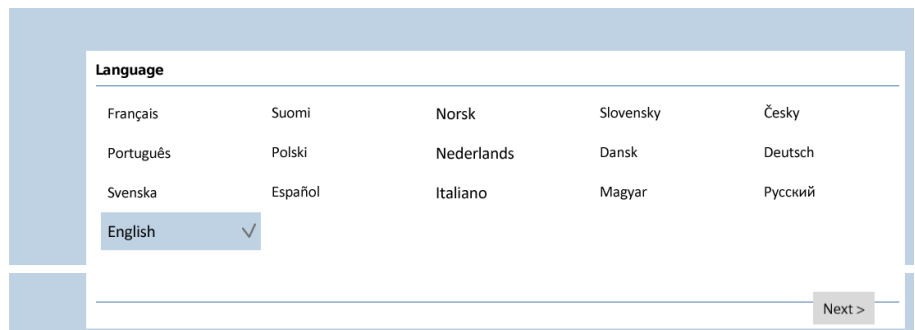 Language
Français Suomi Norsk Slovensky Česky
Português Polski Nederlands Dansk Deutsch
Svenska Español Italiano Magyar Русский
English
Next >